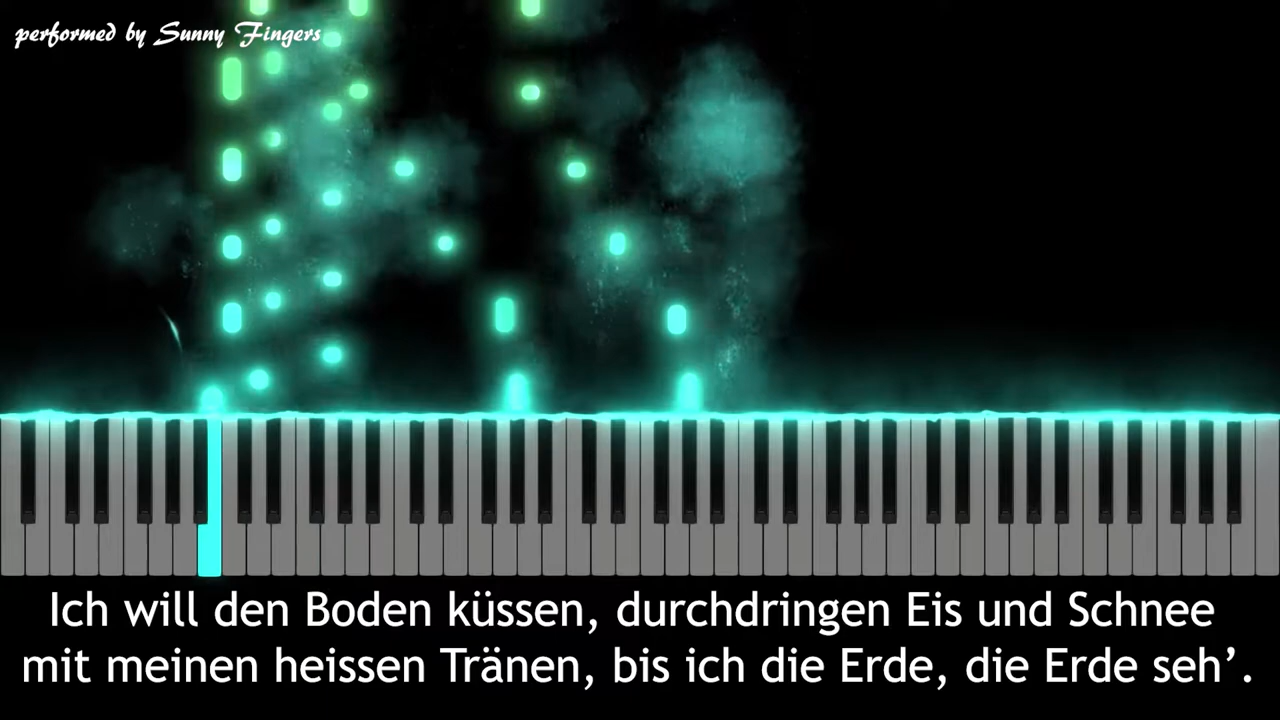 performed by Sunny Fingers
Ich will den Boden küssen, durchdringen Eis und Schnee
mit meinen heissen Tränen, bis ich die Erde, die Erde seh’.